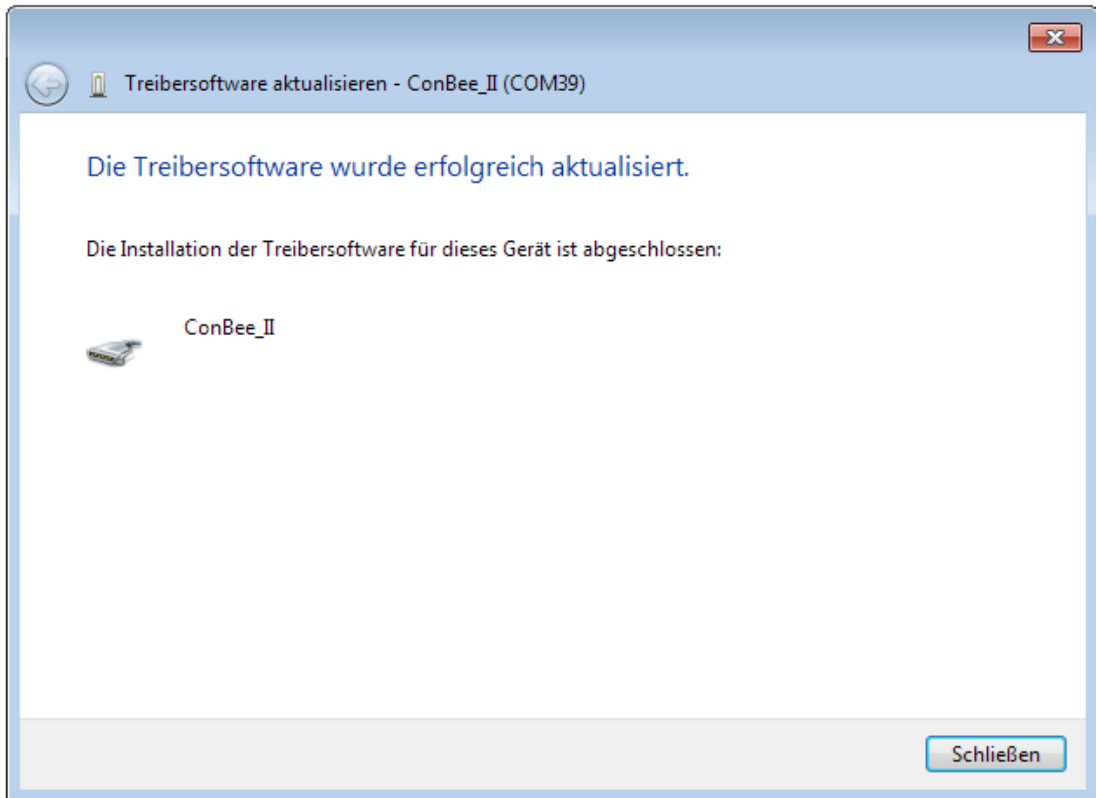 Treibersoftware aktualisieren - ConBee_II (COM39)
Die Treibersoftware wurde erfolgreich aktualisiert.
Die Installation der Treibersoftware für dieses Gerät ist abgeschlossen:
ConBee_II
Schließen